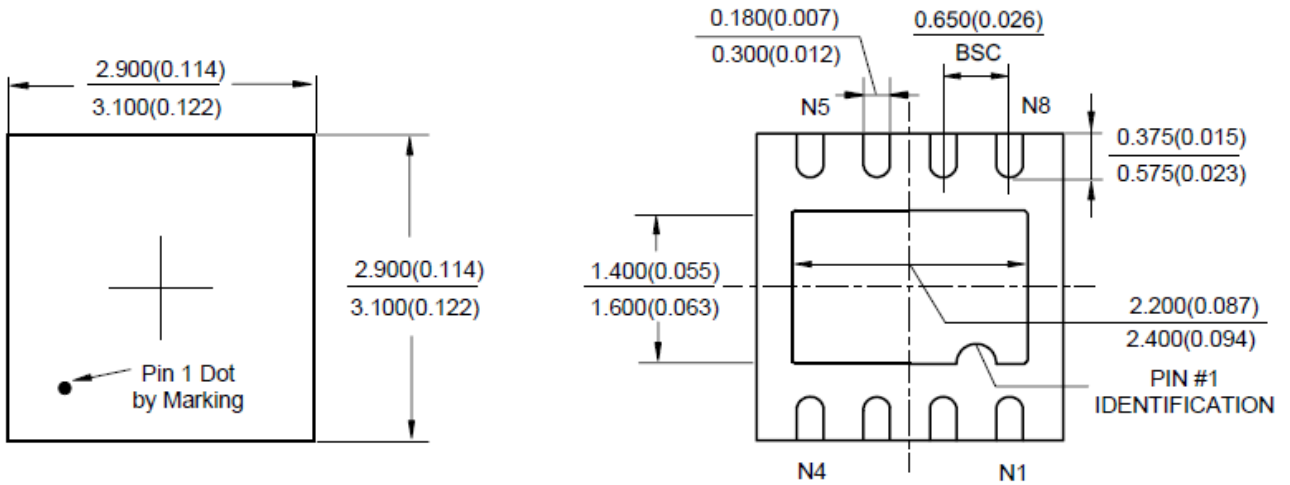 2.900(0.114)
3.100(0.122)
2.900(0.114)
3.100(0.122)
Pin 1 Dot
by Marking
0.180(0.007)
0.300(0.012)
0.650(0.026)
BSC
N5
N8
0.375(0.015)
0.575(0.023)
1.400(0.055)
1.600(0.063)
2.200(0.087)
2.400(0.094)
PIN #1
IDENTIFICATION
N4
N1